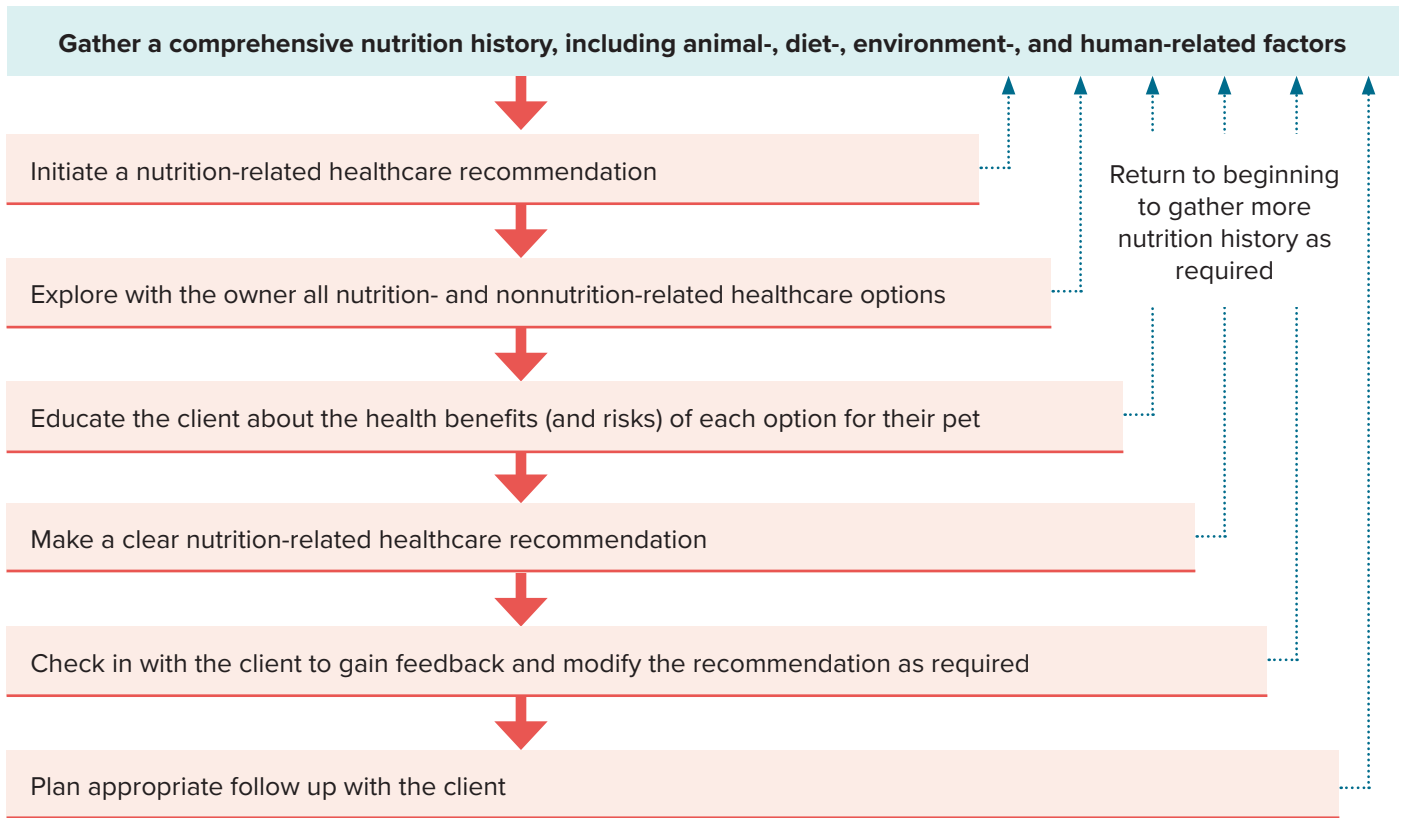 Gather a comprehensive nutrition history, including animal-, diet-, environment-, and human-related factors
Initiate a nutrition-related healthcare recommendation
Return to beginning
to gather more
nutrition history as
required
Explore with the owner all nutrition- and nonnutrition-related healthcare options
Educate the client about the health benefits (and risks) of each option for their pet
Make a clear nutrition-related healthcare recommendation
Check in with the client to gain feedback and modify the recommendation as required
Plan appropriate follow up with the client